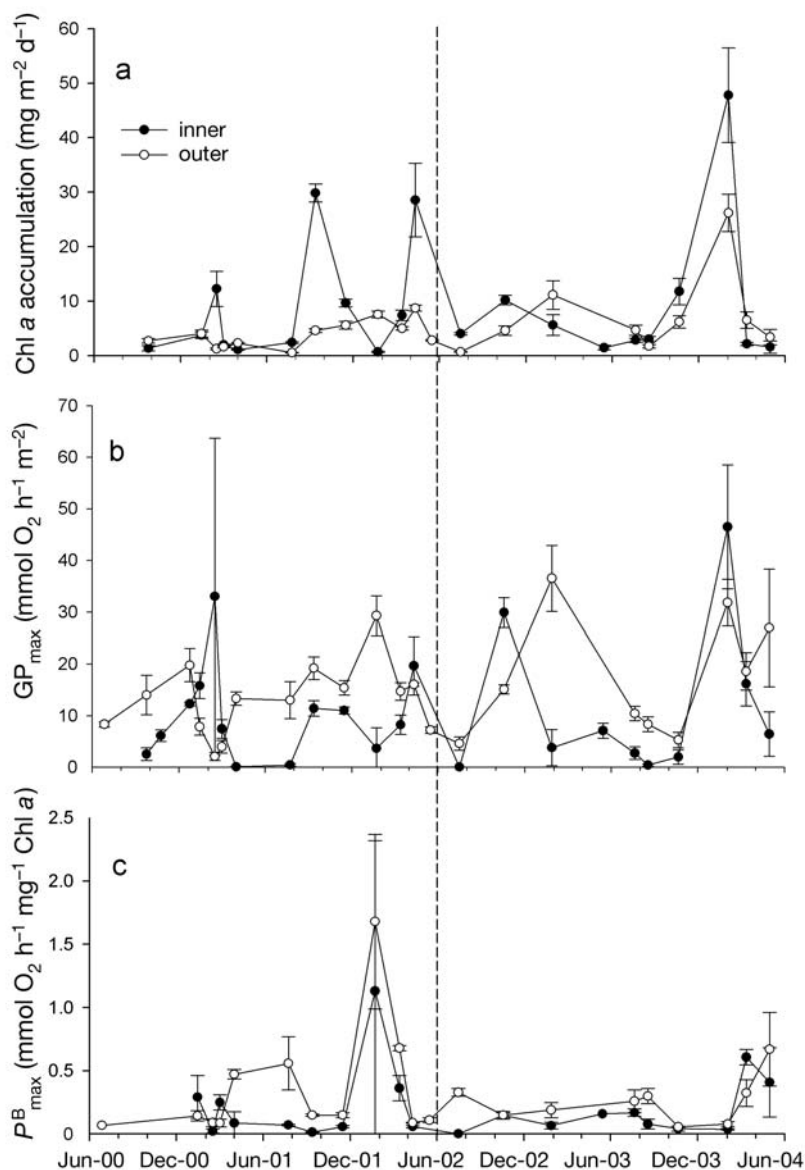 a
Chl a accumulation (mg m⁻² d⁻¹)
60
50
40
30
20
10
0
inner
outer
b
GPmax (mmol O₂ h⁻¹ m⁻²)
70
60
50
40
30
20
10
0
c
PᴮMax (mmol O₂ h⁻¹ mg⁻¹ Chl a)
2.5
2.0
1.5
1.0
0.5
0
Jun-00 Dec-00 Jun-01 Dec-01 Jun-02 Dec-02 Jun-03 Dec-03 Jun-04